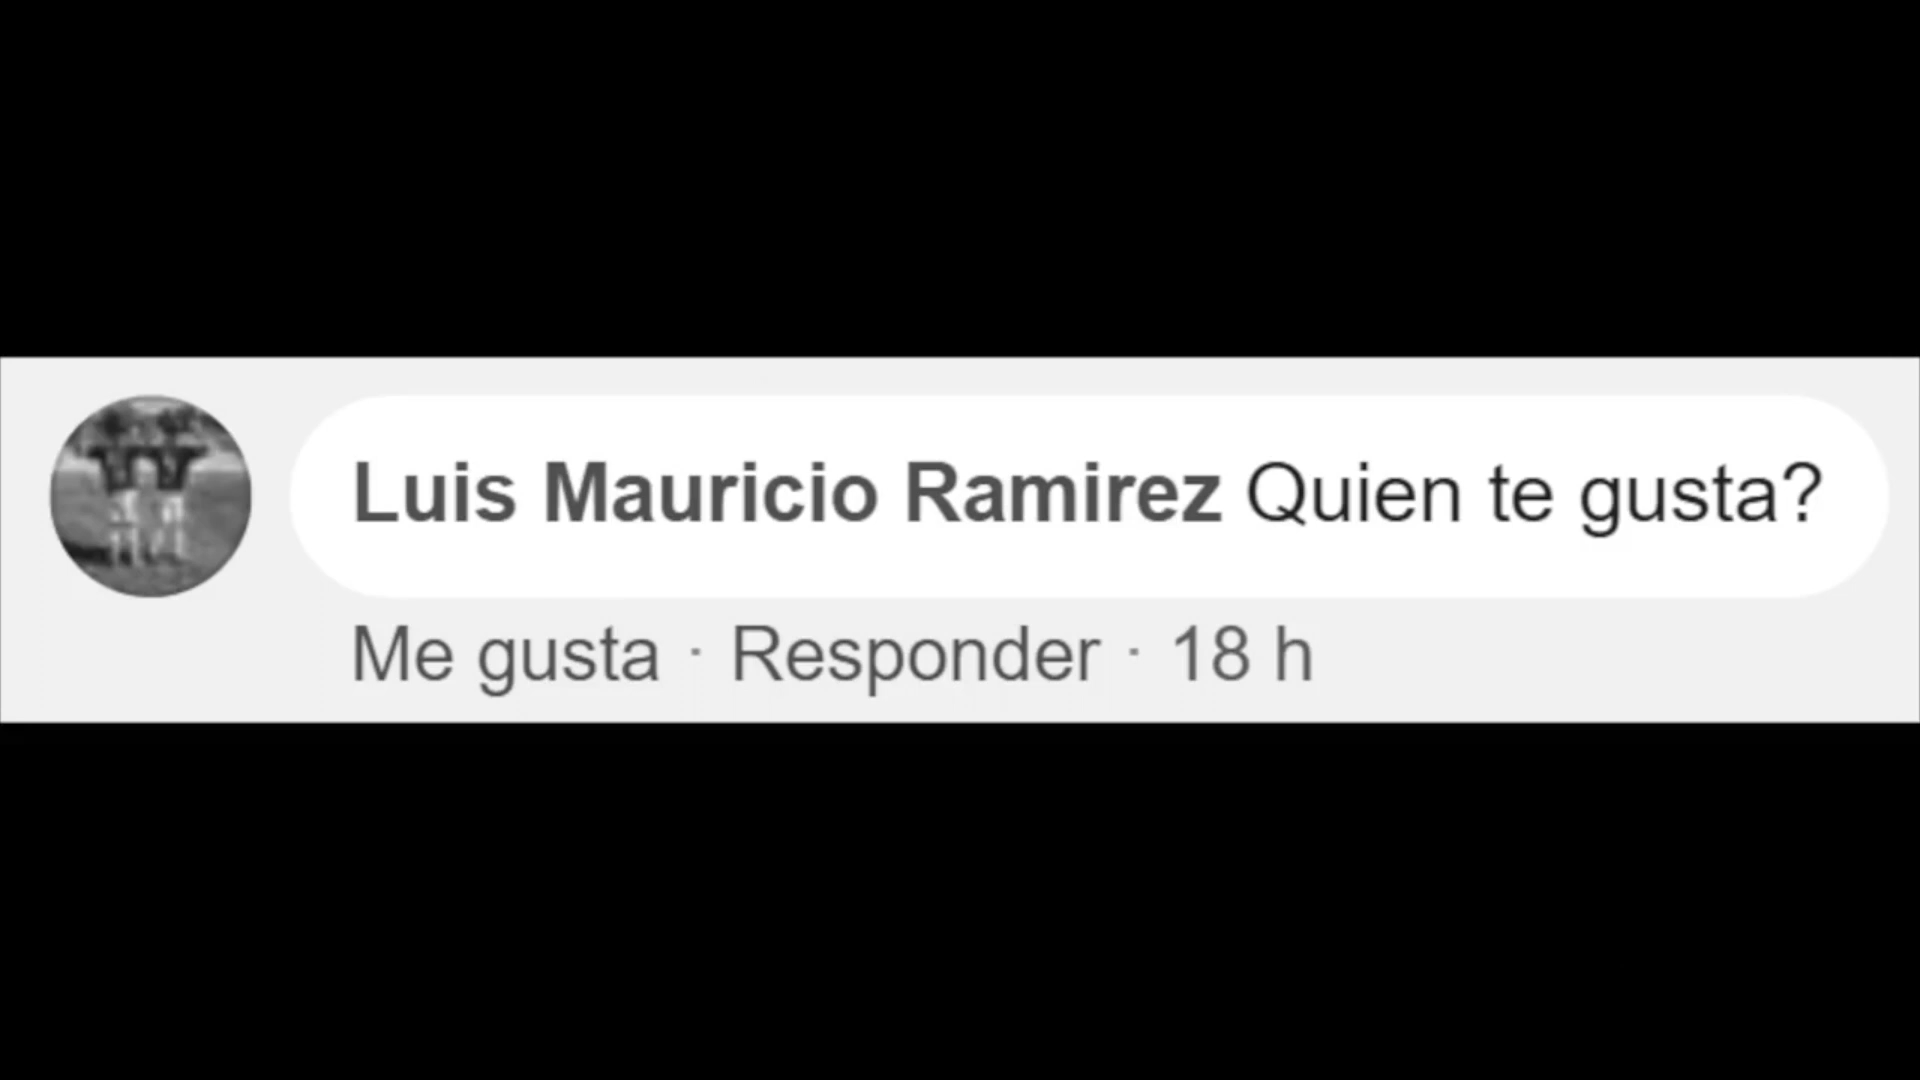 Luis Mauricio Ramirez Quien te gusta?
Me gusta · Responder · 18 h